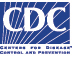 CDC
CENTERS FOR DISEASE
CONTROL AND PREVENTION